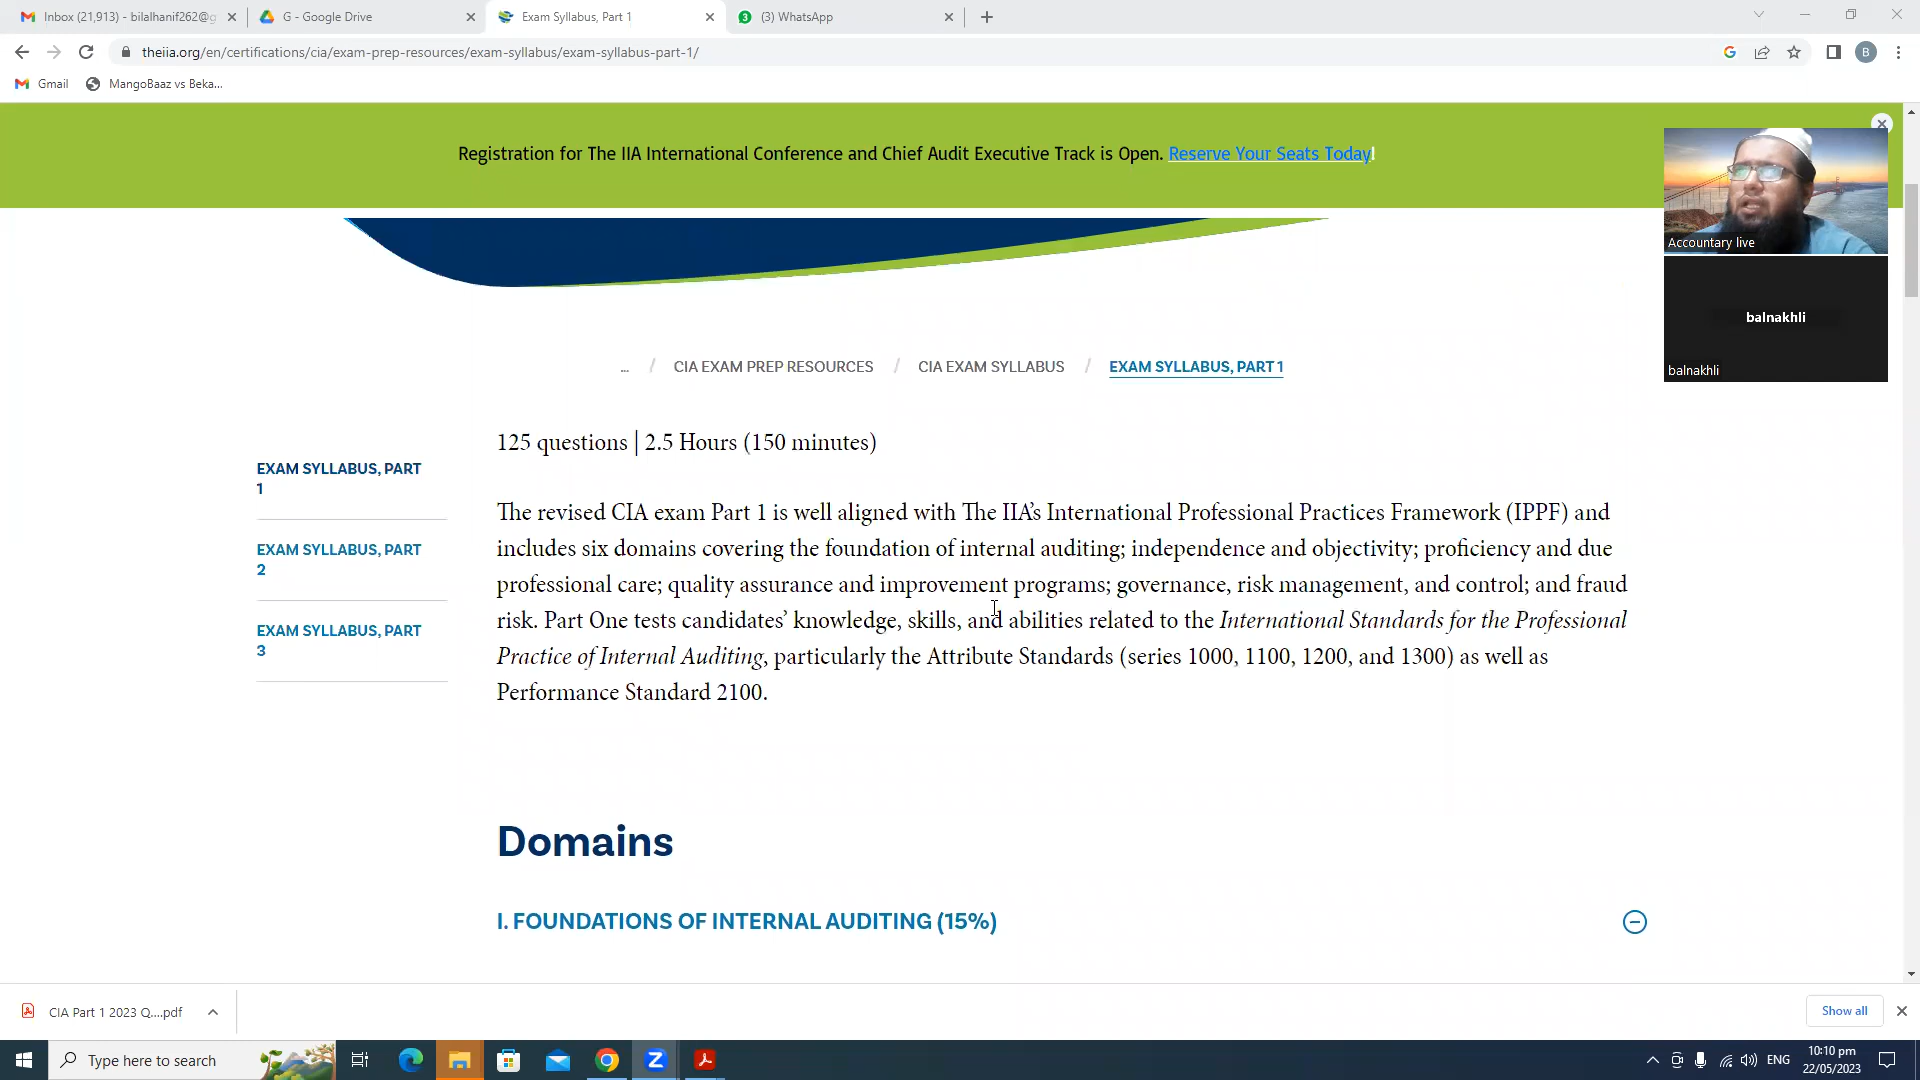 Inbox (21,913) - bilalhanif262@g
G - Google Drive
Exam Syllabus, Part 1
(3) WhatsApp
theiia.org/en/certifications/cia/exam-prep-resources/exam-syllabus/exam-syllabus-part-1/
B
Gmail
MangoBaaz vs Beka...
Registration for The IIA International Conference and Chief Audit Executive Track is Open. Reserve Your Seats Today!
Accountary live
balnakhli
balnakhli
... / CIA EXAM PREP RESOURCES / CIA EXAM SYLLABUS / EXAM SYLLABUS, PART 1
EXAM SYLLABUS, PART
1
EXAM SYLLABUS, PART
2
EXAM SYLLABUS, PART
3
125 questions | 2.5 Hours (150 minutes)
The revised CIA exam Part 1 is well aligned with The IIA's International Professional Practices Framework (IPPF) and
includes six domains covering the foundation of internal auditing; independence and objectivity; proficiency and due
professional care; quality assurance and improvement programs; governance, risk management, and control; and fraud
risk. Part One tests candidates' knowledge, skills, and abilities related to the International Standards for the Professional
Practice of Internal Auditing, particularly the Attribute Standards (series 1000, 1100, 1200, and 1300) as well as
Performance Standard 2100.
Domains
I. FOUNDATIONS OF INTERNAL AUDITING (15%)
CIA Part 1 2023 Q....pdf
Show all
Type here to search
ENG
10:10 pm
22/05/2023